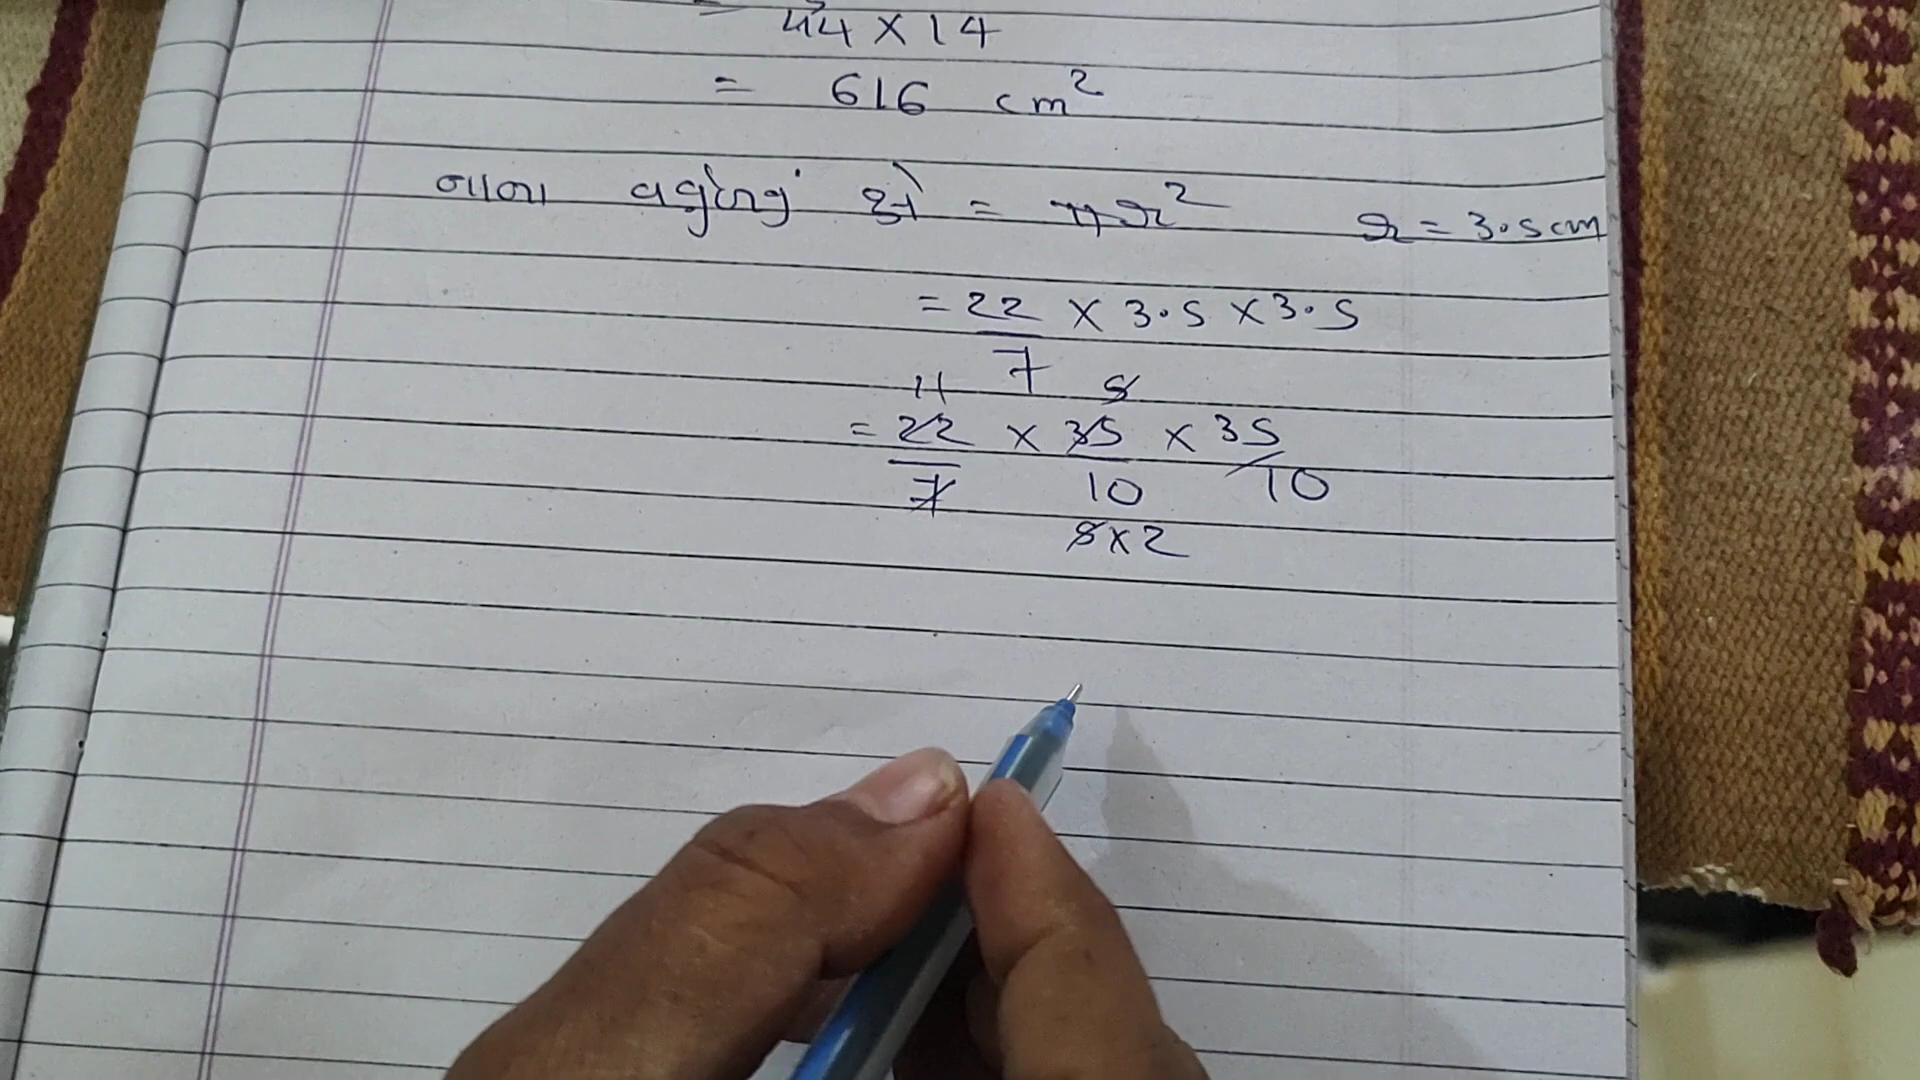 = 44 × 14
= 616 cm²
નાના વર્તુળનું ક્ષે = πr² r = 3.5 cm
= 22 × 3.5 × 3.5
7
11 5
= 22 × 35 × 35
7 10 10
5×2